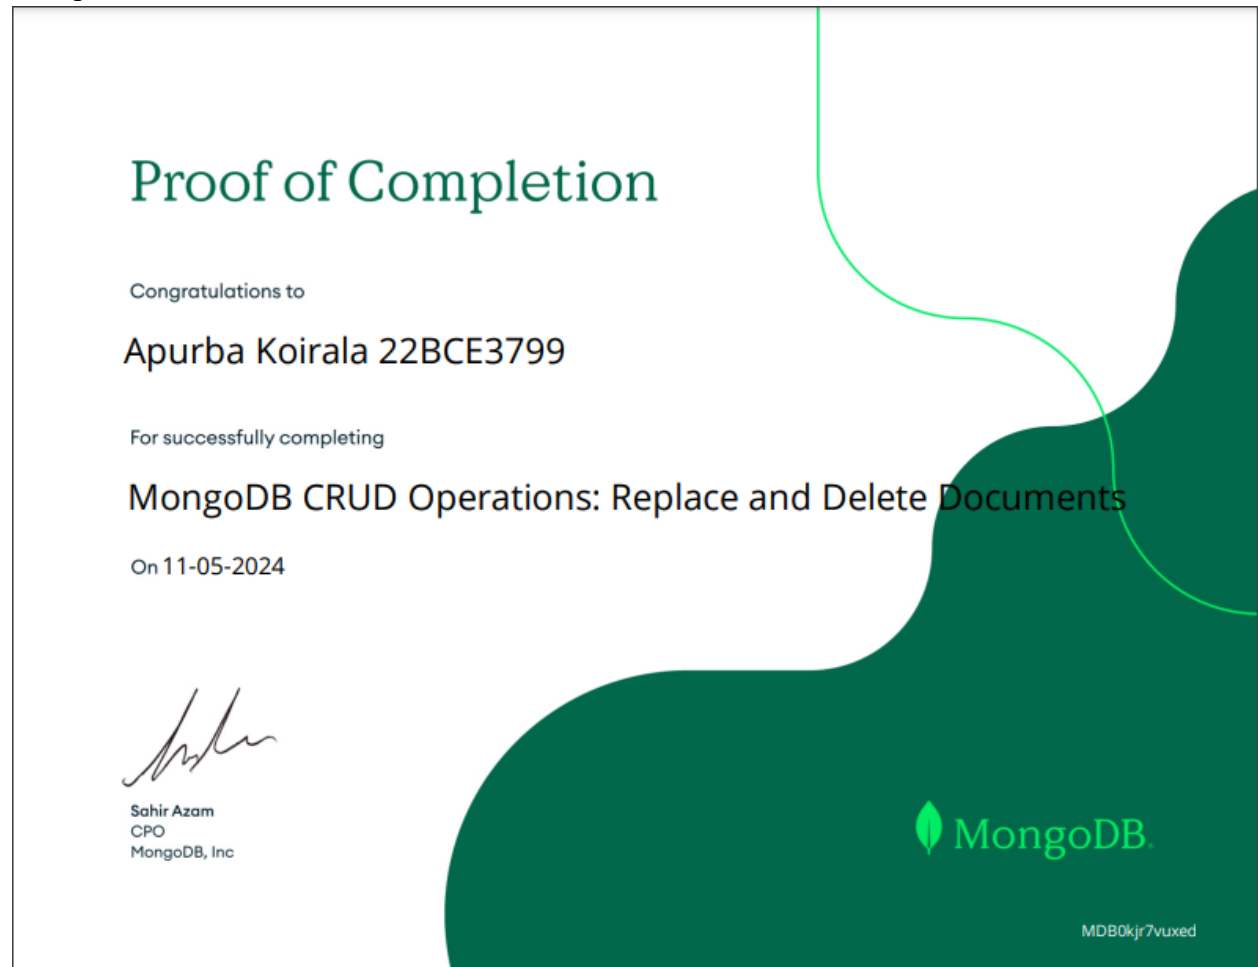 Proof of Completion
Congratulations to
Apurba Koirala 22BCE3799
For successfully completing
MongoDB CRUD Operations: Replace and Delete Documents
On 11-05-2024
Sahir Azam
CPO
MongoDB, Inc
MongoDB.
MDB0kjr7vuxed